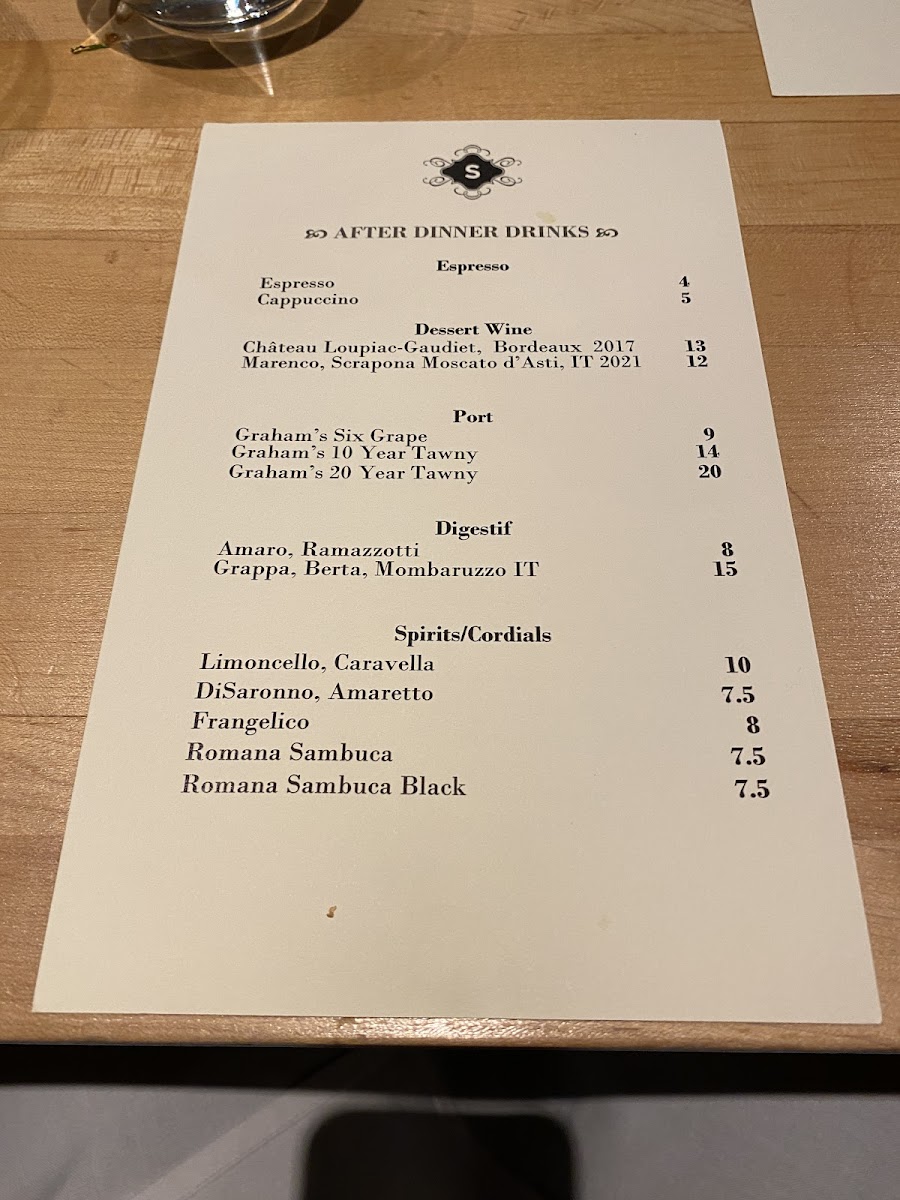 S
AFTER DINNER DRINKS
Espresso
Espresso 4
Cappuccino 5
Dessert Wine
Château Loupiac-Gaudiet, Bordeaux 2017 13
Marenco, Scrapona Moscato d'Asti, IT 2021 12
Port
Graham's Six Grape 9
Graham's 10 Year Tawny 14
Graham's 20 Year Tawny 20
Digestif
Amaro, Ramazzotti 8
Grappa, Berta, Mombaruzzo IT 15
Spirits/Cordials
Limoncello, Caravella 10
DiSaronno, Amaretto 7.5
Frangelico 8
Romana Sambuca 7.5
Romana Sambuca Black 7.5